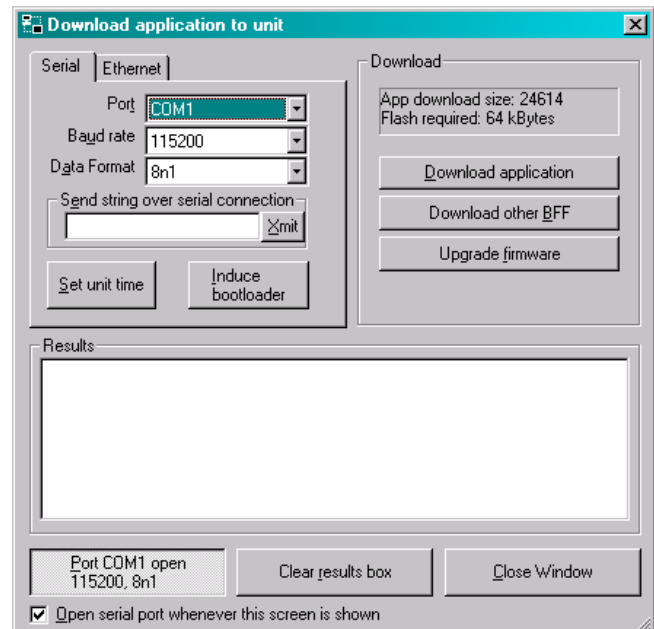 Download application to unit
Serial
Ethernet
Port
COM1
Baud rate
115200
Data Format
8n1
Send string over serial connection
Xmit
Set unit time
Induce
bootloader
Download
App download size: 24614
Flash required: 64 kBytes
Download application
Download other BFF
Upgrade firmware
Results
Port COM1 open
115200, 8n1
Clear results box
Close Window
Open serial port whenever this screen is shown